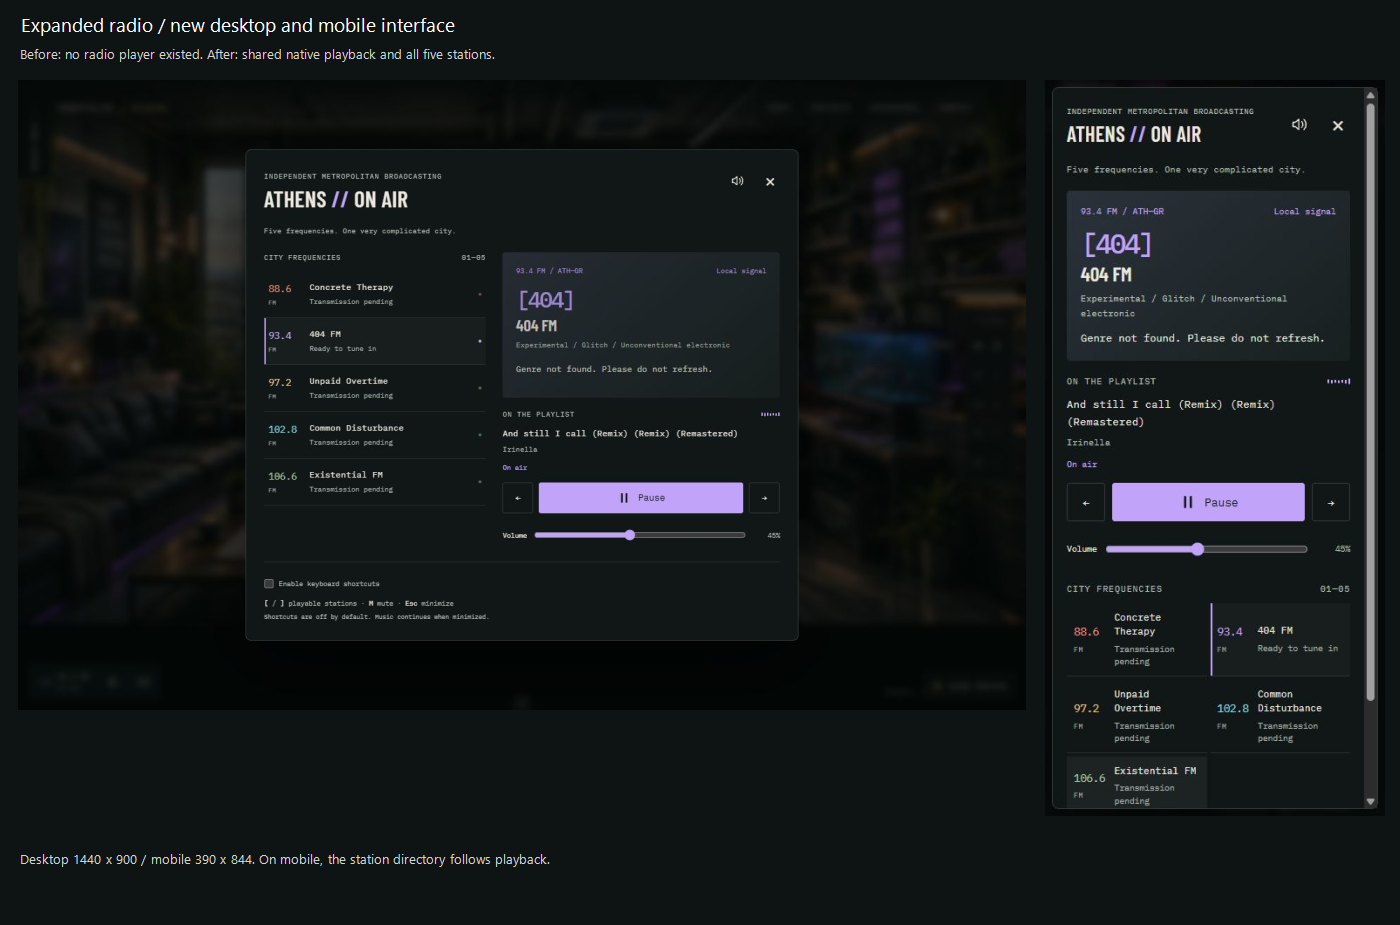 Expanded radio / new desktop and mobile interface
Before: no radio player existed. After: shared native playback and all five stations.
INDEPENDENT METROPOLITAN BROADCASTING
ATHENS // ON AIR
Five frequencies. One very complicated city.
CITY FREQUENCIES 01—05
88.6 FM Concrete Therapy
Transmission pending
93.4 FM 404 FM
Ready to tune in
97.2 FM Unpaid Overtime
Transmission pending
102.8 FM Common Disturbance
Transmission pending
106.6 FM Existential FM
Transmission pending
93.4 FM / ATH—GR Local signal
[404]
404 FM
Experimental / Glitch / Unconventional electronic
Genre not found. Please do not refresh.
ON THE PLAYLIST
And still I call (Remix) (Remix) (Remastered)
Irinella
On air
← Pause →
Volume 45%
Enable keyboard shortcuts
[ / ] playable stations · M mute · Esc minimize
Shortcuts are off by default. Music continues when minimized.
INDEPENDENT METROPOLITAN BROADCASTING
ATHENS // ON AIR
Five frequencies. One very complicated city.
93.4 FM / ATH—GR Local signal
[404]
404 FM
Experimental / Glitch / Unconventional
electronic
Genre not found. Please do not refresh.
ON THE PLAYLIST
And still I call (Remix) (Remix)
(Remastered)
Irinella
On air
← Pause →
Volume 45%
CITY FREQUENCIES 01—05
88.6 FM
Concrete
Therapy
Transmission
pending
93.4 FM
404 FM
Ready to tune in
97.2 FM
Unpaid
Overtime
Transmission
pending
102.8 FM
Common
Disturbance
Transmission
pending
106.6 FM
Existential FM
Transmission
pending
Desktop 1440 x 900 / mobile 390 x 844. On mobile, the station directory follows playback.